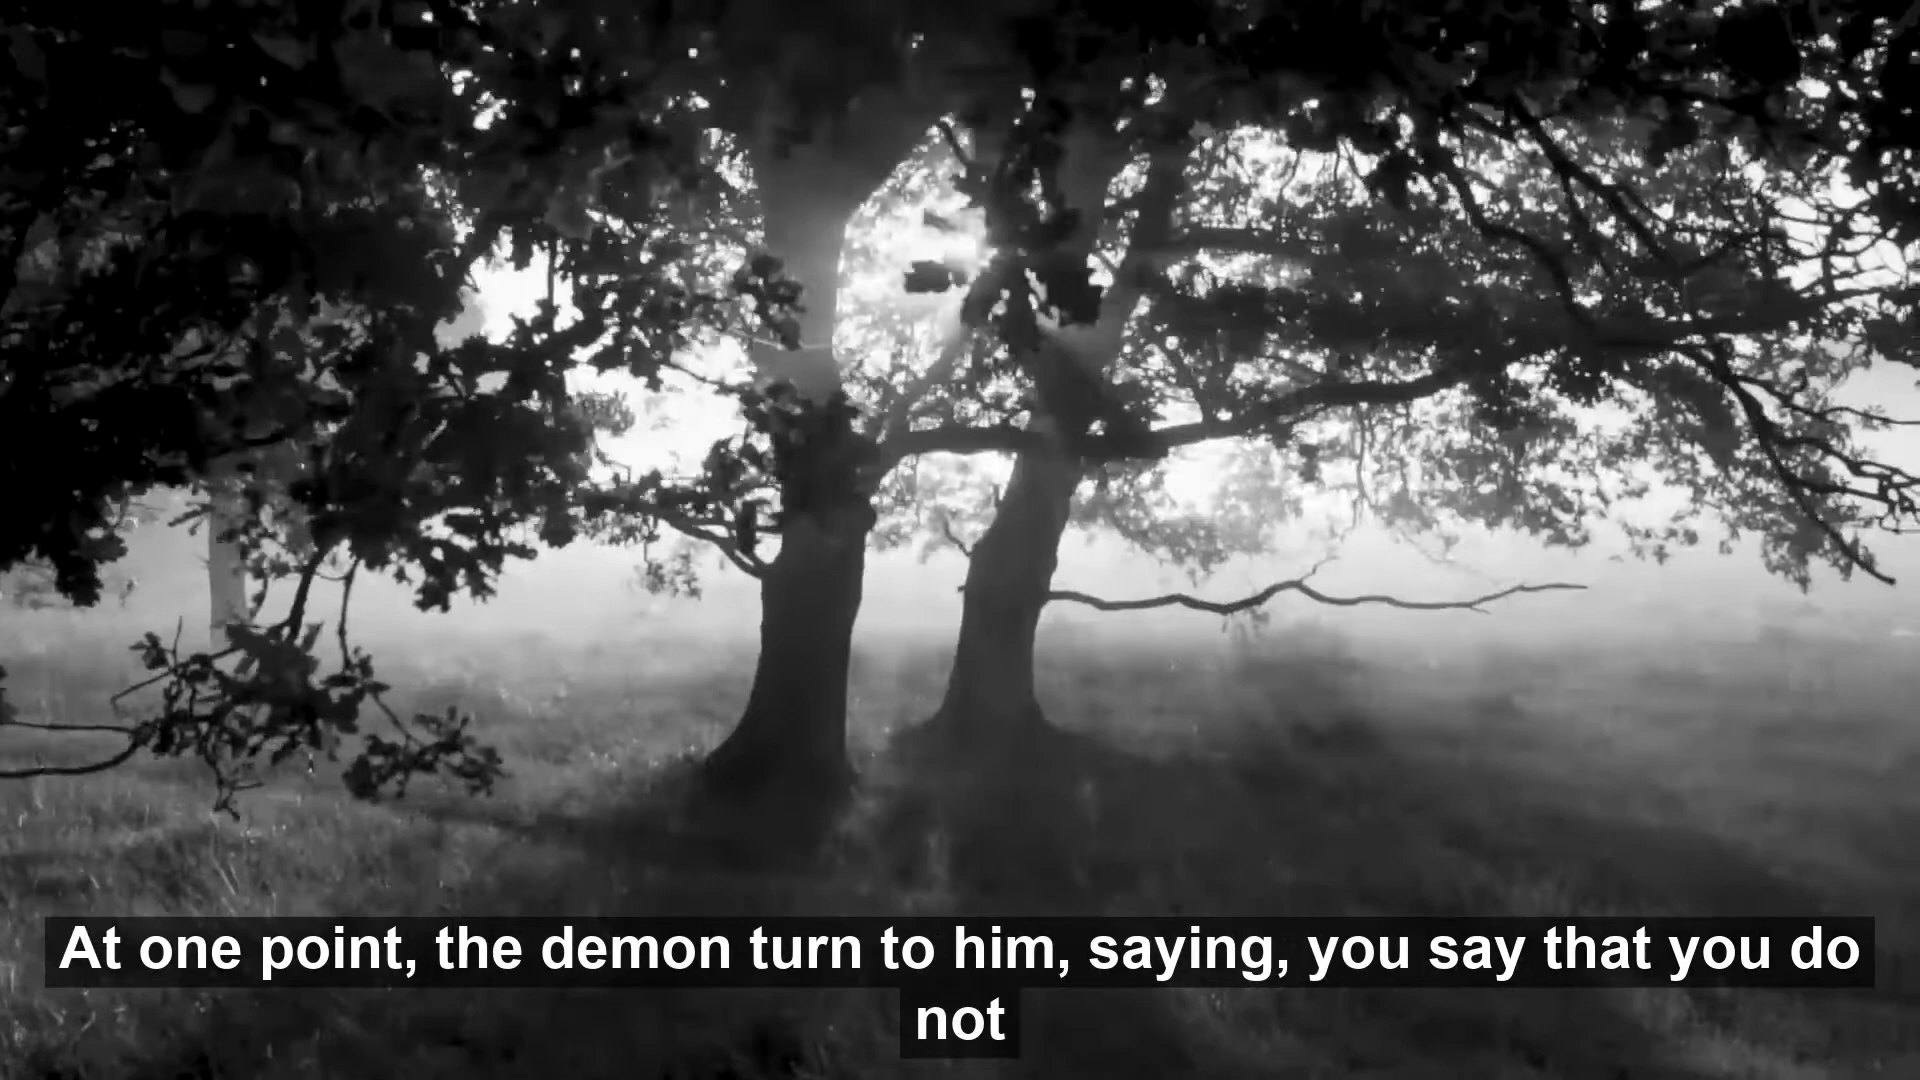 At one point, the demon turn to him, saying, you say that you do
not